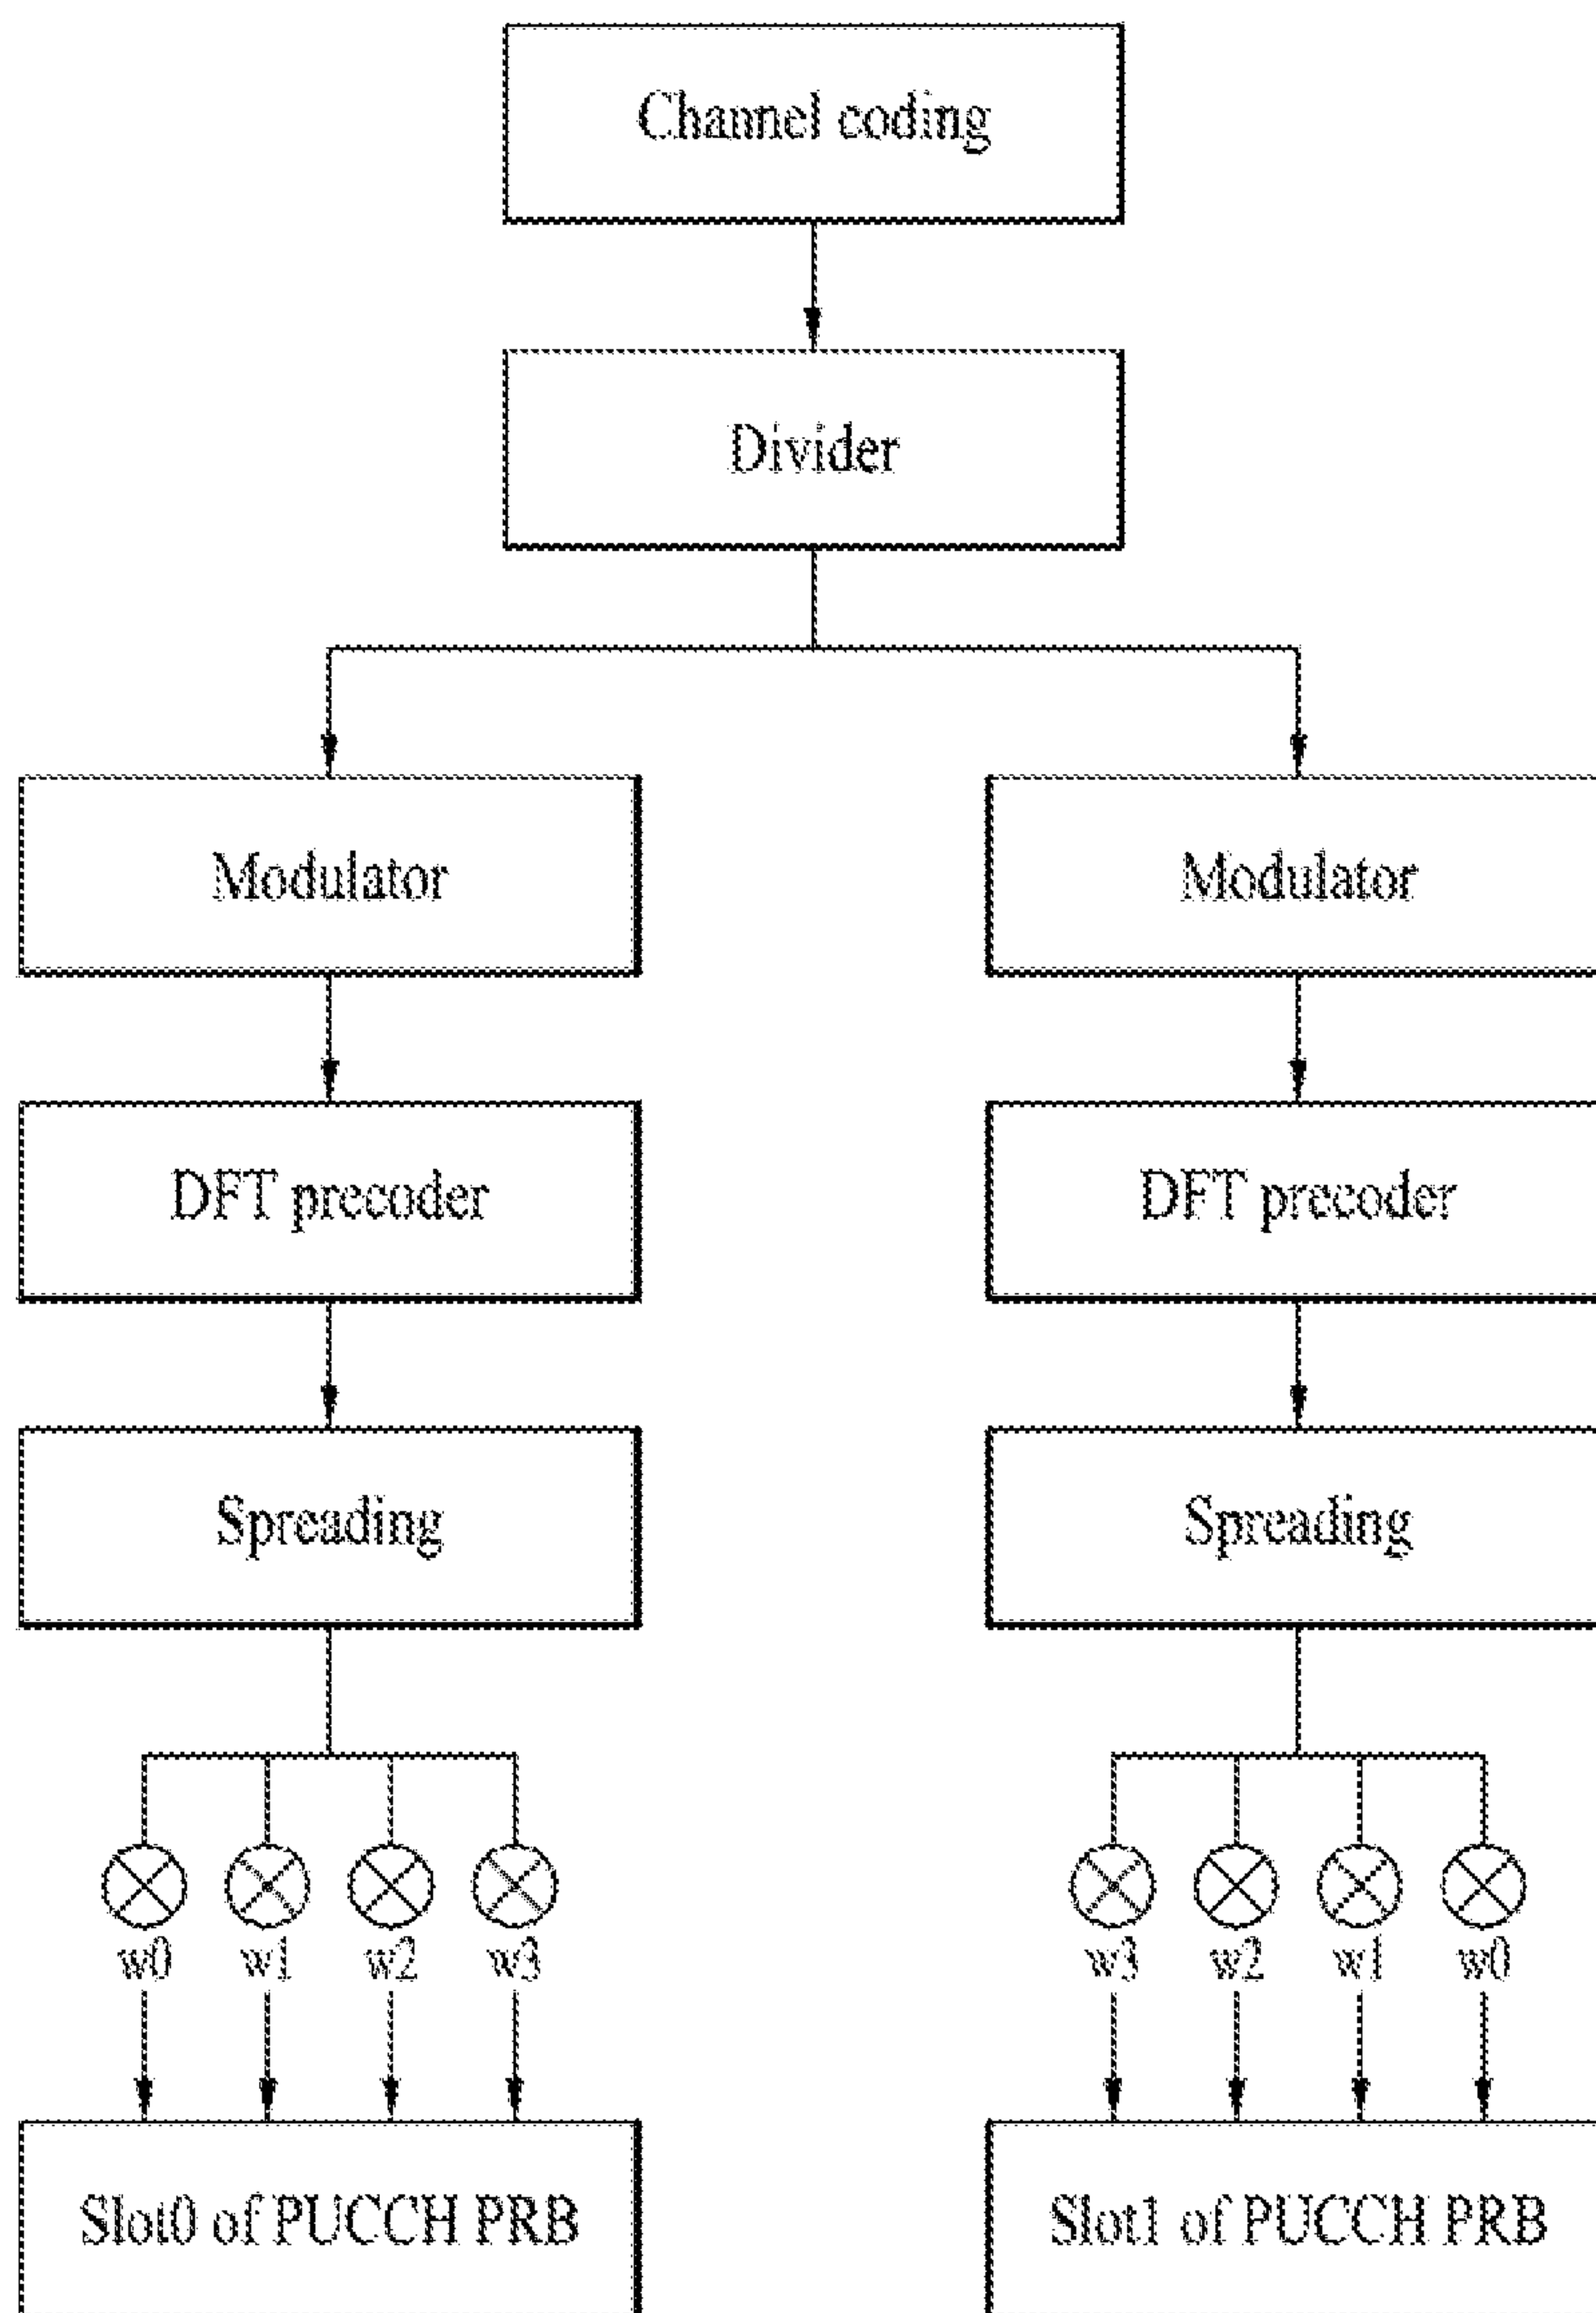 Channel coding
Divider
Modulator
Modulator
DFT precoder
DFT precoder
Spreading
Spreading
w0 w1 w2 w3
w3 w2 w1 w0
Slot0 of PUCCH PRB
Slot1 of PUCCH PRB